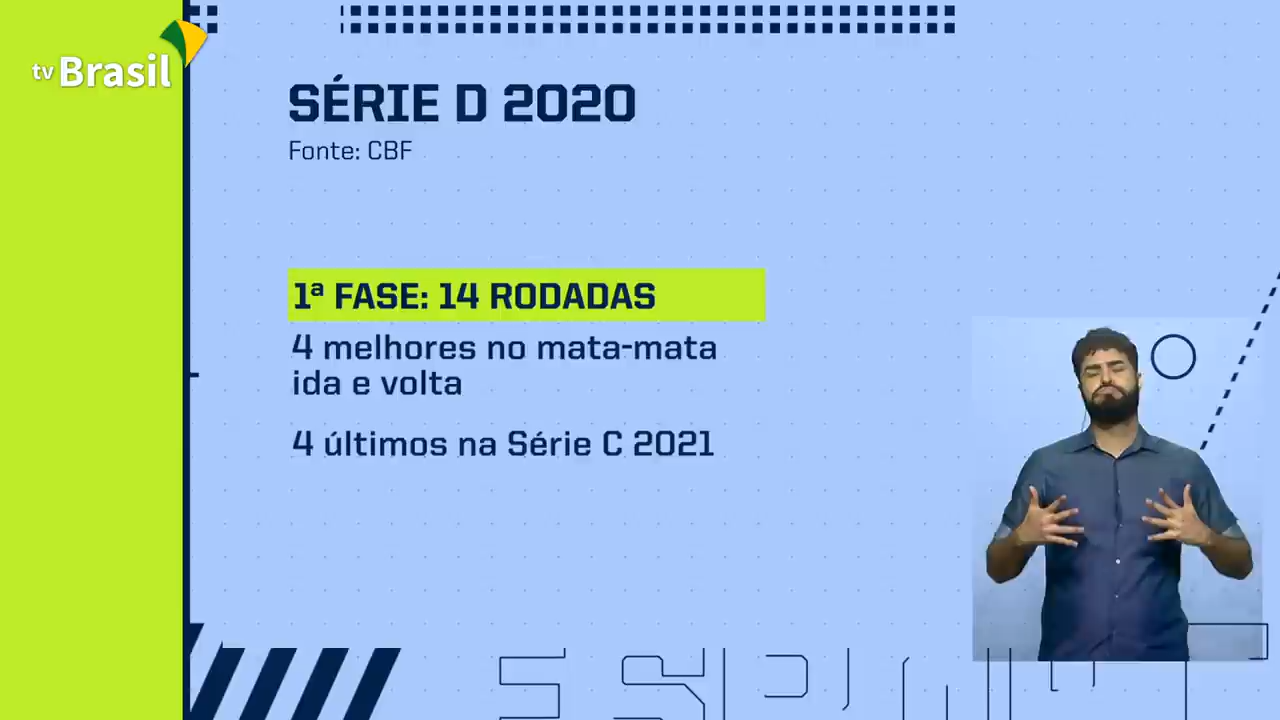 tv Brasil
SÉRIE D 2020
Fonte: CBF
1ª FASE: 14 RODADAS
4 melhores no mata-mata
ida e volta
4 últimos na Série C 2021